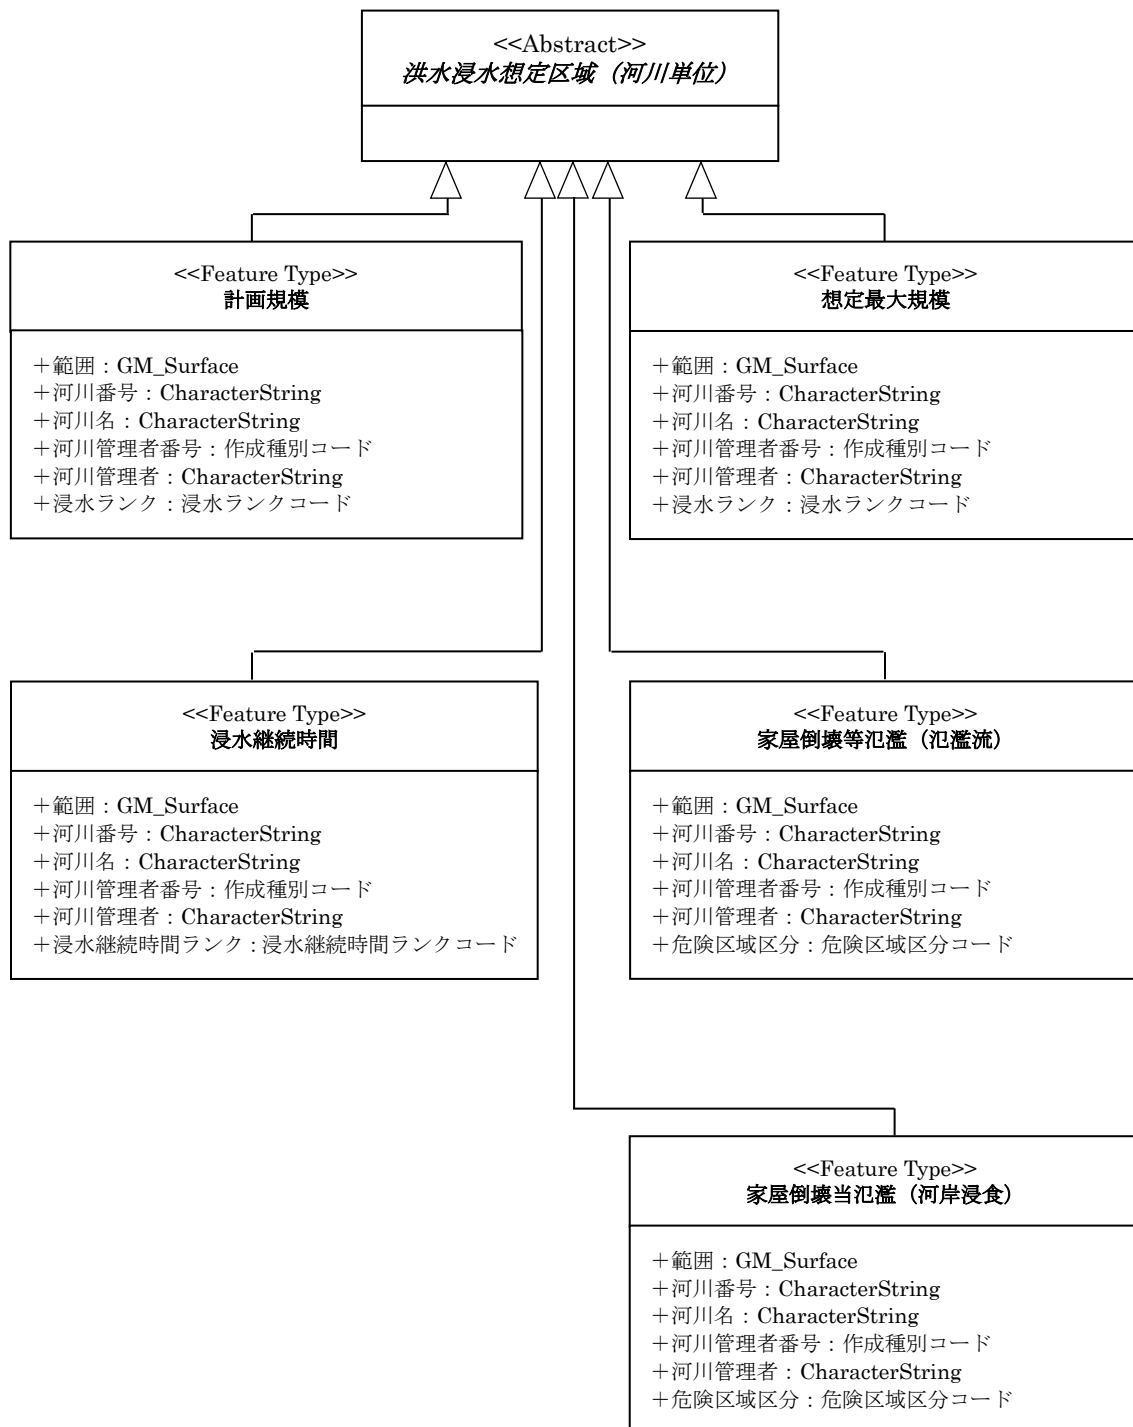 <<Abstract>>
洪水浸水想定区域（河川単位）
<<Feature Type>>
計画規模
＋範囲：GM_Surface
＋河川番号：CharacterString
＋河川名：CharacterString
＋河川管理者番号：作成種別コード
＋河川管理者：CharacterString
＋浸水ランク：浸水ランクコード
<<Feature Type>>
想定最大規模
＋範囲：GM_Surface
＋河川番号：CharacterString
＋河川名：CharacterString
＋河川管理者番号：作成種別コード
＋河川管理者：CharacterString
＋浸水ランク：浸水ランクコード
<<Feature Type>>
浸水継続時間
＋範囲：GM_Surface
＋河川番号：CharacterString
＋河川名：CharacterString
＋河川管理者番号：作成種別コード
＋河川管理者：CharacterString
＋浸水継続時間ランク：浸水継続時間ランクコード
<<Feature Type>>
家屋倒壊等氾濫（氾濫流）
＋範囲：GM_Surface
＋河川番号：CharacterString
＋河川名：CharacterString
＋河川管理者番号：作成種別コード
＋河川管理者：CharacterString
＋危険区域区分：危険区域区分コード
<<Feature Type>>
家屋倒壊当氾濫（河岸浸食）
＋範囲：GM_Surface
＋河川番号：CharacterString
＋河川名：CharacterString
＋河川管理者番号：作成種別コード
＋河川管理者：CharacterString
＋危険区域区分：危険区域区分コード